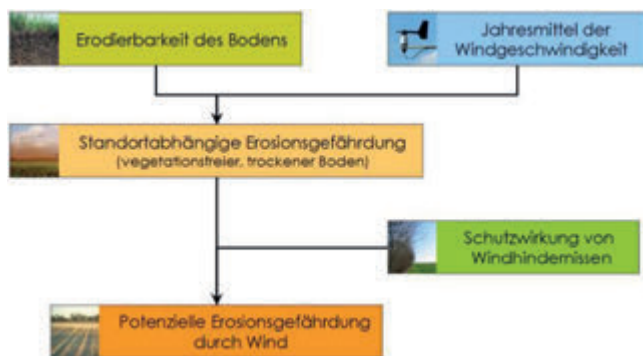 Erodierbarkeit des Bodens
Jahresmittel der
Windgeschwindigkeit
Standortabhängige Erosionsgefährdung
(vegetationsfreier, trockener Boden)
Schutzwirkung von
Windhindernissen
Potenzielle Erosionsgefährdung
durch Wind